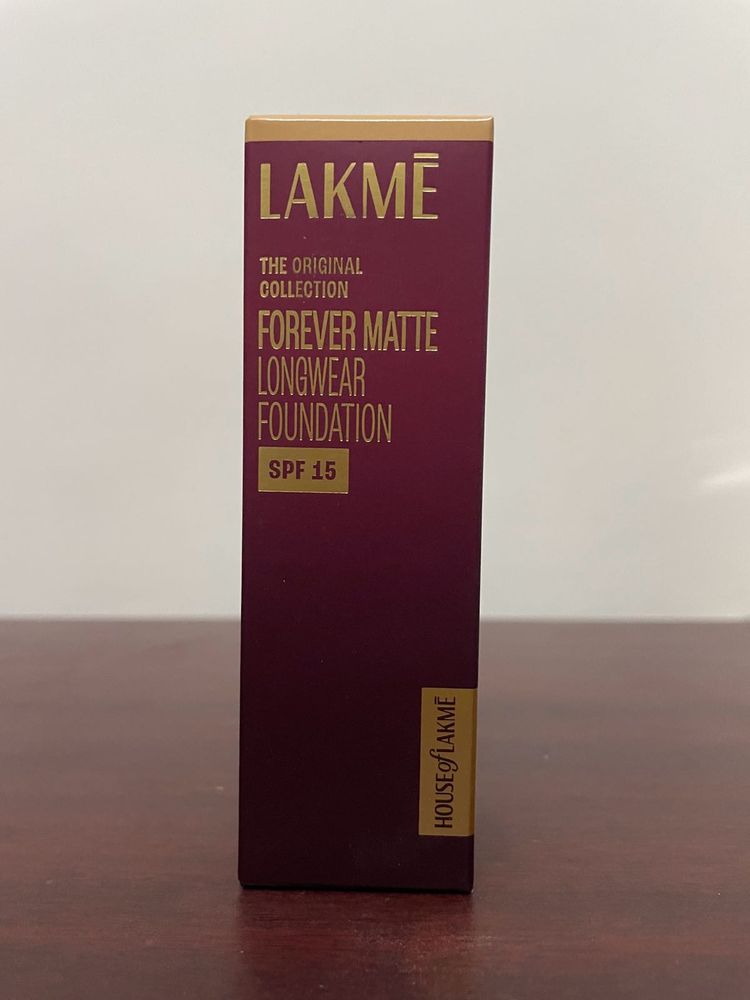 LAKMĒ
THE ORIGINAL
COLLECTION
FOREVER MATTE
LONGWEAR
FOUNDATION
SPF 15
HOUSE of LAKMĒ